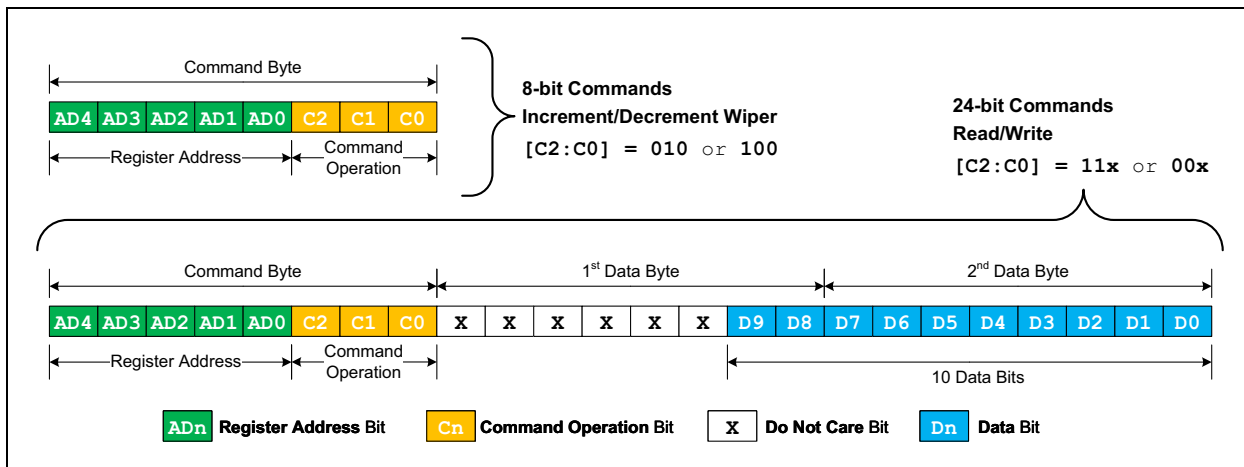 Command Byte
AD4 AD3 AD2 AD1 AD0 C2 C1 C0
Register Address Command
Operation
8-bit Commands
Increment/Decrement Wiper
[C2:C0] = 010 or 100
24-bit Commands
Read/Write
[C2:C0] = 11x or 00x
Command Byte 1st Data Byte 2nd Data Byte
AD4 AD3 AD2 AD1 AD0 C2 C1 C0 X X X X X X D9 D8 D7 D6 D5 D4 D3 D2 D1 D0
Register Address Command
Operation
10 Data Bits
ADn Register Address Bit Cn Command Operation Bit X Do Not Care Bit Dn Data Bit